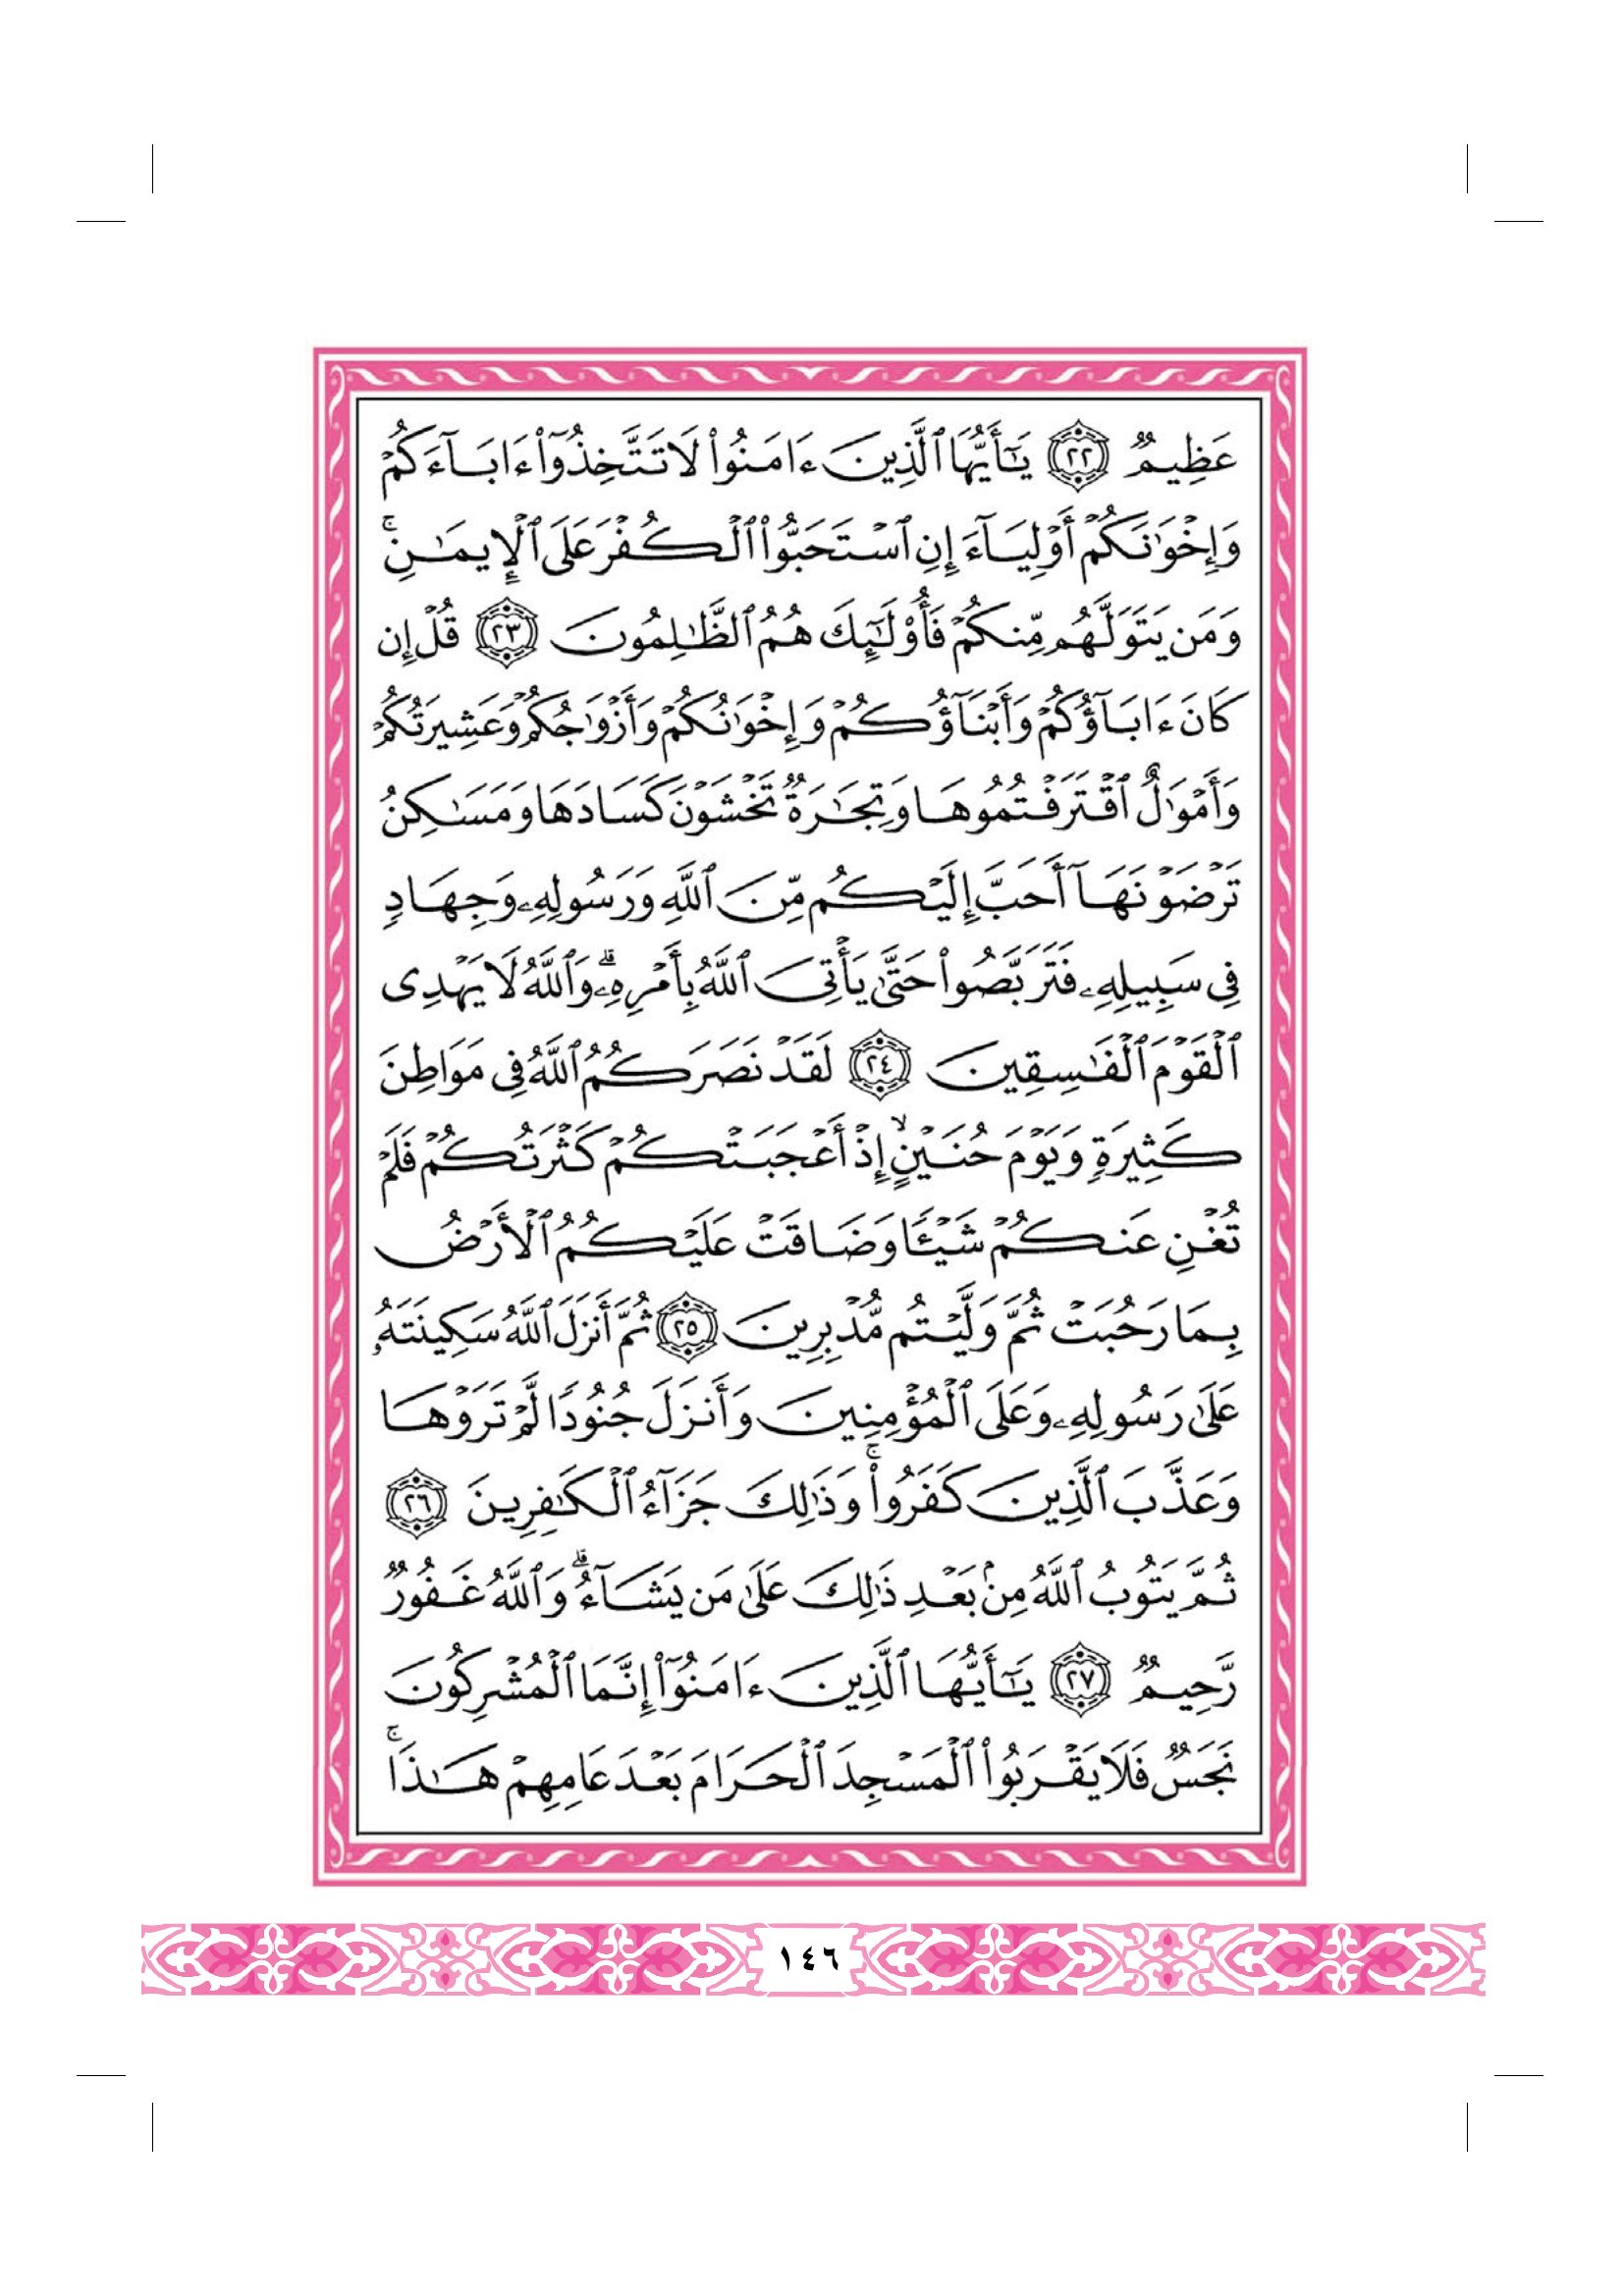 عَظِيمٌ ٢٢ يَٰٓأَيُّهَا ٱلَّذِينَ ءَامَنُوا۟ لَا تَتَّخِذُوٓا۟ ءَابَآءَكُمْ
وَإِخْوَٰنَكُمْ أَوْلِيَآءَ إِنِ ٱسْتَحَبُّوا۟ ٱلْكُفْرَ عَلَى ٱلْإِيمَٰنِ ۚ
وَمَن يَتَوَلَّهُم مِّنكُمْ فَأُو۟لَٰٓئِكَ هُمُ ٱلظَّٰلِمُونَ ٢٣ قُلْ إِن
كَانَ ءَابَآؤُكُمْ وَأَبْنَآؤُكُمْ وَإِخْوَٰنُكُمْ وَأَزْوَٰجُكُمْ وَعَشِيرَتُكُمْ
وَأَمْوَٰلٌ ٱقْتَرَفْتُمُوهَا وَتِجَٰرَةٌ تَخْشَوْنَ كَسَادَهَا وَمَسَٰكِنُ
تَرْضَوْنَهَآ أَحَبَّ إِلَيْكُم مِّنَ ٱللَّهِ وَرَسُولِهِۦ وَجِهَادٍ
فِى سَبِيلِهِۦ فَتَرَبَّصُوا۟ حَتَّىٰ يَأْتِىَ ٱللَّهُ بِأَمْرِهِۦ ۗ وَٱللَّهُ لَا يَهْدِى
ٱلْقَوْمَ ٱلْفَٰسِقِينَ ٢٤ لَقَدْ نَصَرَكُمُ ٱللَّهُ فِى مَوَاطِنَ
كَثِيرَةٍ وَيَوْمَ حُنَيْنٍ ۙ إِذْ أَعْجَبَتْكُمْ كَثْرَتُكُمْ فَلَمْ
تُغْنِ عَنكُمْ شَيْـًٔا وَضَاقَتْ عَلَيْكُمُ ٱلْأَرْضُ
بِمَا رَحُبَتْ ثُمَّ وَلَّيْتُم مُّدْبِرِينَ ٢٥ ثُمَّ أَنزَلَ ٱللَّهُ سَكِينَتَهُۥ
عَلَىٰ رَسُولِهِۦ وَعَلَى ٱلْمُؤْمِنِينَ وَأَنزَلَ جُنُودًا لَّمْ تَرَوْهَا
وَعَذَّبَ ٱلَّذِينَ كَفَرُوا۟ ۚ وَذَٰلِكَ جَزَآءُ ٱلْكَٰفِرِينَ ٢٦
ثُمَّ يَتُوبُ ٱللَّهُ مِنۢ بَعْدِ ذَٰلِكَ عَلَىٰ مَن يَشَآءُ ۗ وَٱللَّهُ غَفُورٌ
رَّحِيمٌ ٢٧ يَٰٓأَيُّهَا ٱلَّذِينَ ءَامَنُوٓا۟ إِنَّمَا ٱلْمُشْرِكُونَ
نَجَسٌ فَلَا يَقْرَبُوا۟ ٱلْمَسْجِدَ ٱلْحَرَامَ بَعْدَ عَامِهِمْ هَٰذَا ۚ
١٤٦